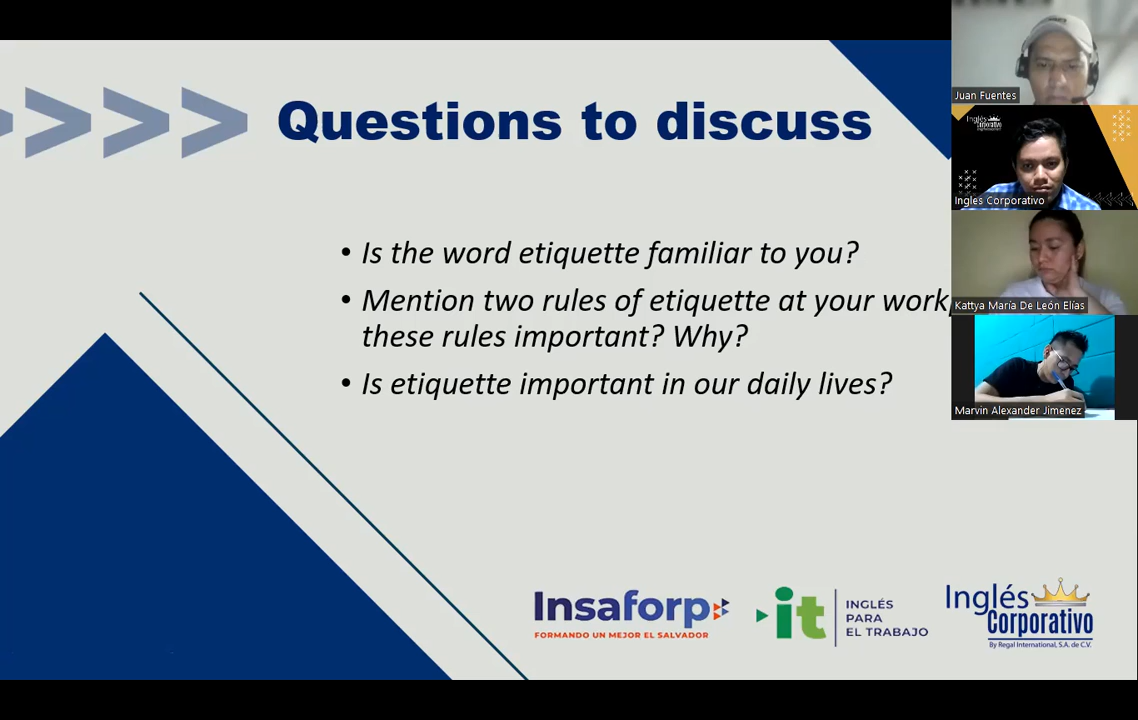 Questions to discuss
• Is the word etiquette familiar to you?
• Mention two rules of etiquette at your work
these rules important? Why?
• Is etiquette important in our daily lives?
Insaforp
FORMANDO UN MEJOR EL SALVADOR
it
INGLÉS
PARA
EL TRABAJO
Inglés
Corporativo
By Regal International, S.A. de C.V.
Juan Fuentes
Inglés
Corporativo
Ingles Corporativo
Kattya María De León Elías
Marvin Alexander Jimenez